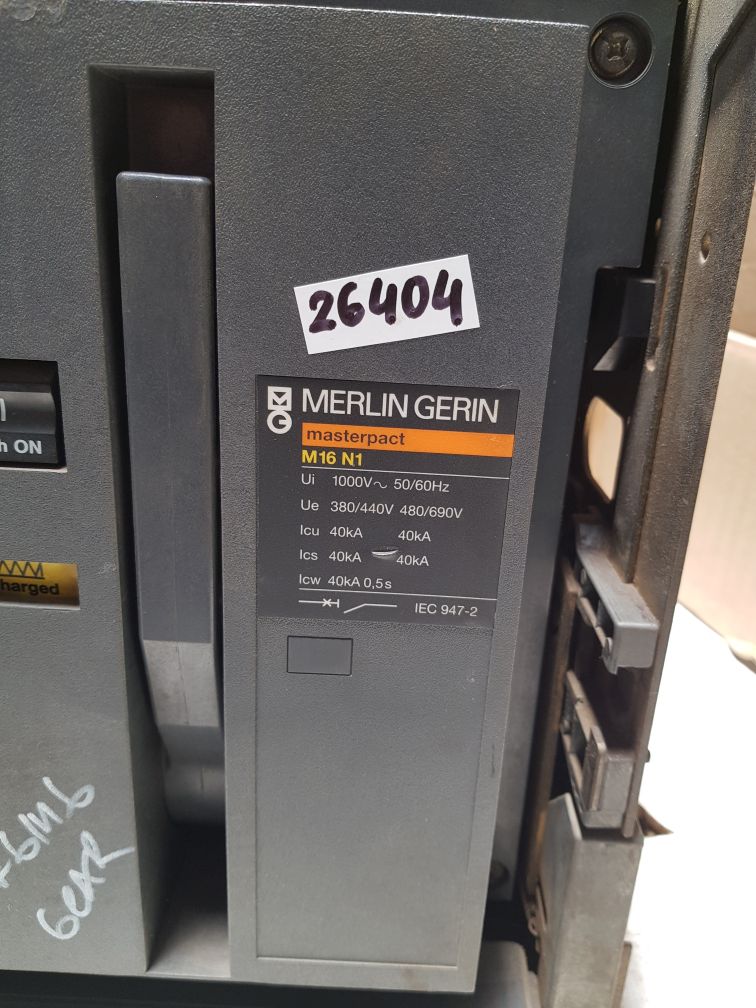 26404
MERLIN GERIN
masterpact
M16 N1
Ui 1000V~ 50/60Hz
Ue 380/440V 480/690V
Icu 40kA 40kA
Ics 40kA 40kA
Icw 40kA 0,5s
IEC 947-2
h ON
harged
GEAR